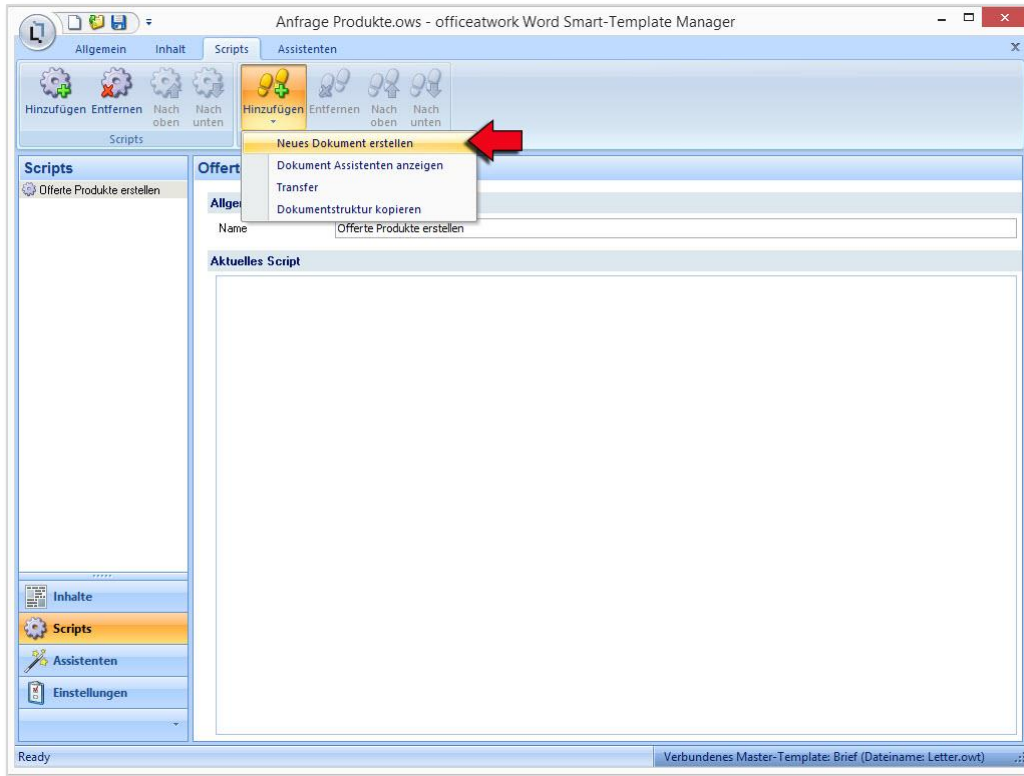 Anfrage Produkte.ows - officeatwork Word Smart-Template Manager
Allgemein Inhalt Scripts Assistenten
Hinzufügen Entfernen Nach oben Nach unten
Hinzufügen Entfernen Nach oben Nach unten
Scripts
Neues Dokument erstellen
Dokument Assistenten anzeigen
Transfer
Dokumentstruktur kopieren
Scripts
Offerte Produkte erstellen
Offert
Allge
Name Offerte Produkte erstellen
Aktuelles Script
Inhalte
Scripts
Assistenten
Einstellungen
Ready
Verbundenes Master-Template: Brief (Dateiname: Letter.owt)